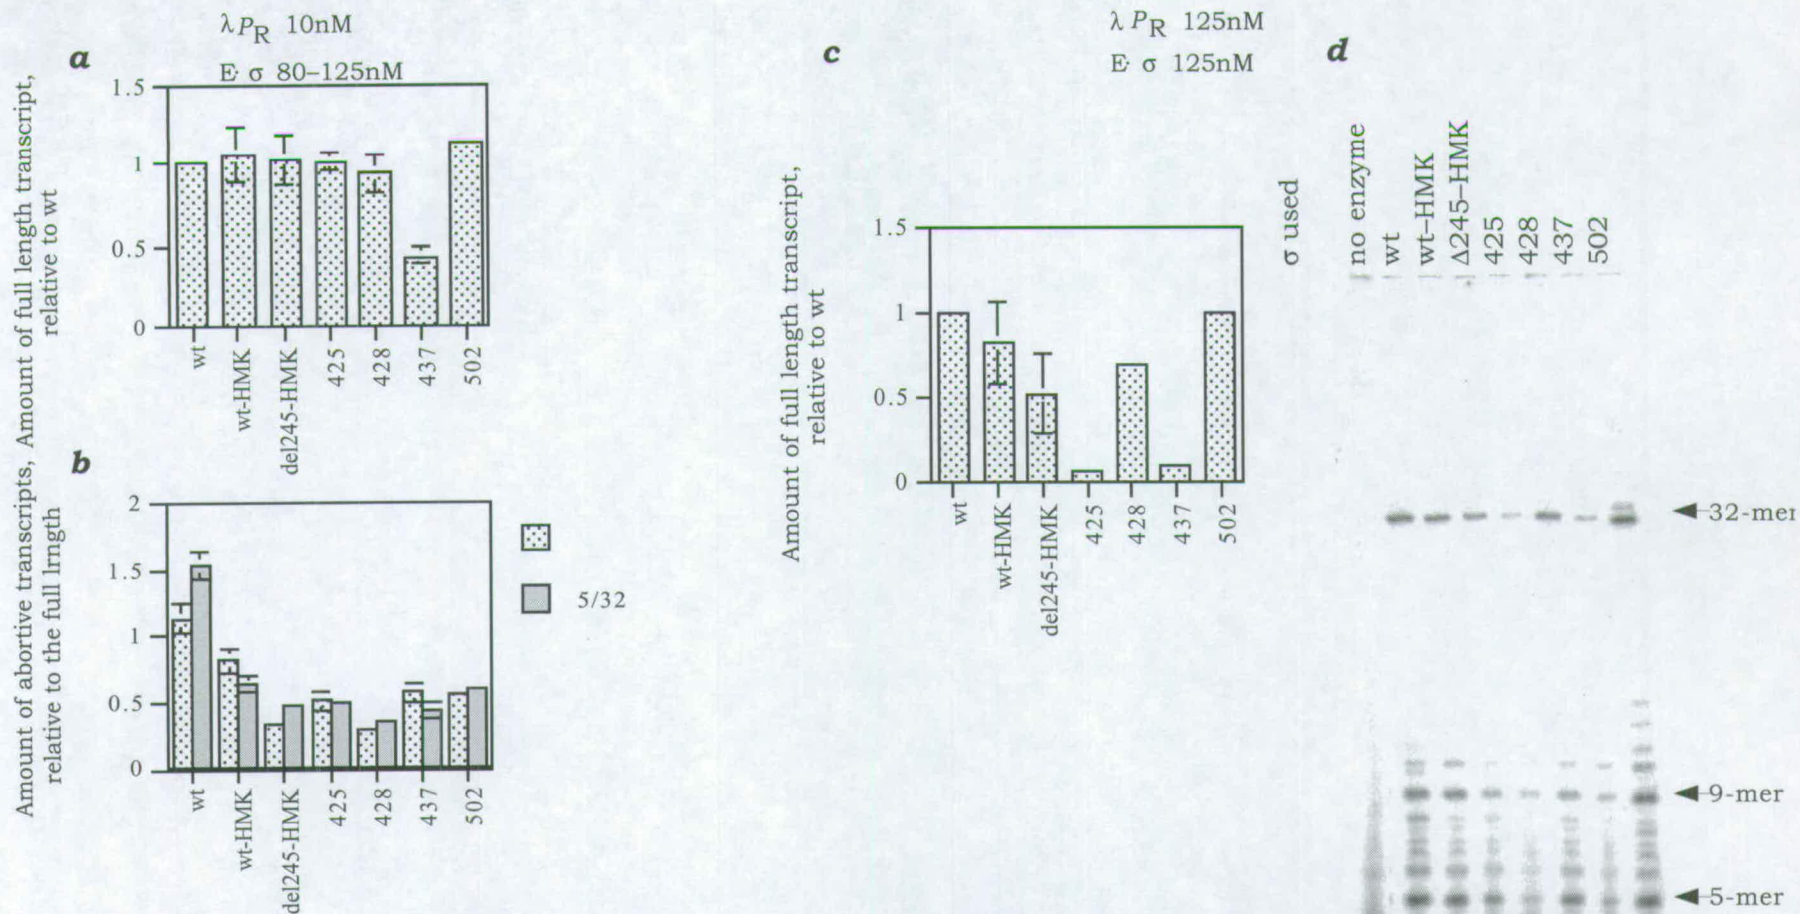 λ PR 10nM
E· σ 80–125nM
a
Amount of full length transcript,
relative to wt
1.5
1
0.5
0
wt
wt-HMK
del245-HMK
425
428
437
502
b
Amount of abortive transcripts,
relative to the full lrngth
2
1.5
1
0.5
0
wt
wt-HMK
del245-HMK
425
428
437
502
5/32
c
λ PR 125nM
E· σ 125nM
Amount of full length transcript,
relative to wt
1.5
1
0.5
0
wt
wt-HMK
del245-HMK
425
428
437
502
d
σ used
no enzyme
wt
wt–HMK
Δ245–HMK
425
428
437
502
32-mer
9-mer
5-mer